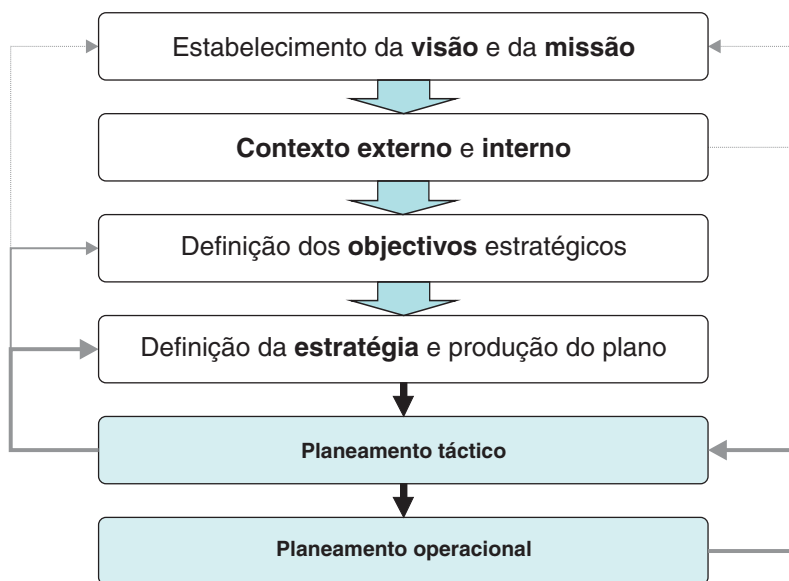 Estabelecimento da visão e da missão
Contexto externo e interno
Definição dos objectivos estratégicos
Definição da estratégia e produção do plano
Planeamento táctico
Planeamento operacional